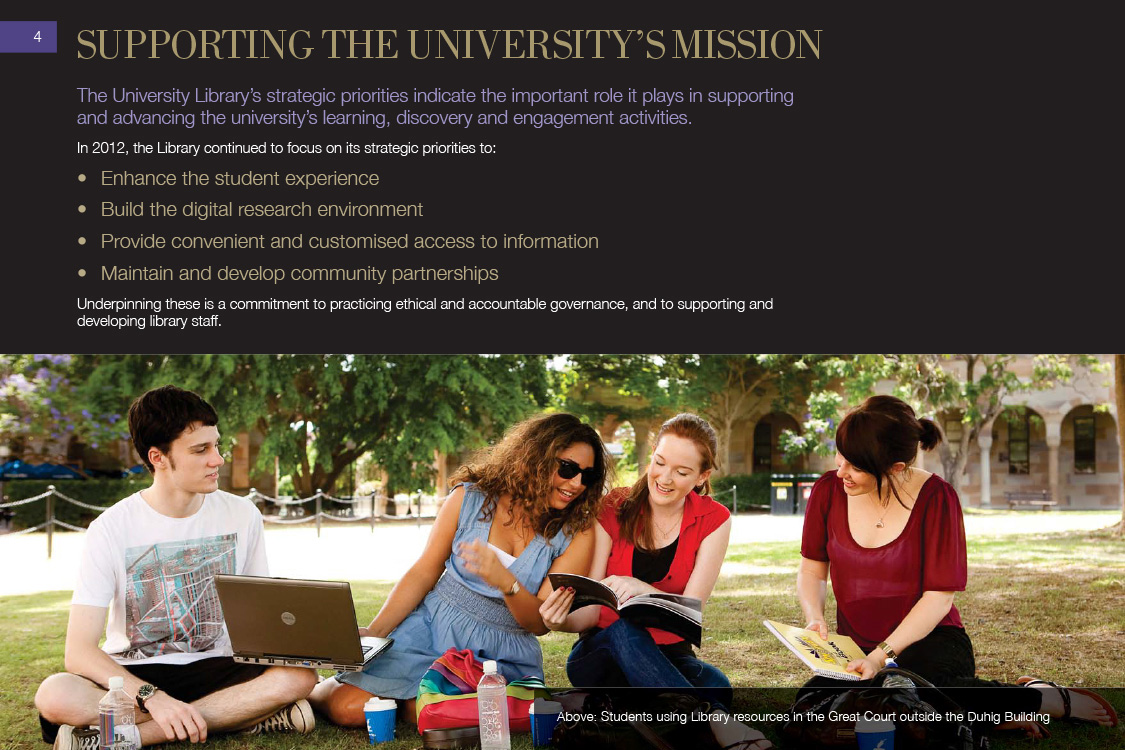 4
SUPPORTING THE UNIVERSITY'S MISSION
The University Library's strategic priorities indicate the important role it plays in supporting
and advancing the university's learning, discovery and engagement activities.
In 2012, the Library continued to focus on its strategic priorities to:
• Enhance the student experience
• Build the digital research environment
• Provide convenient and customised access to information
• Maintain and develop community partnerships
Underpinning these is a commitment to practicing ethical and accountable governance, and to supporting and
developing library staff.
Above: Students using Library resources in the Great Court outside the Duhig Building